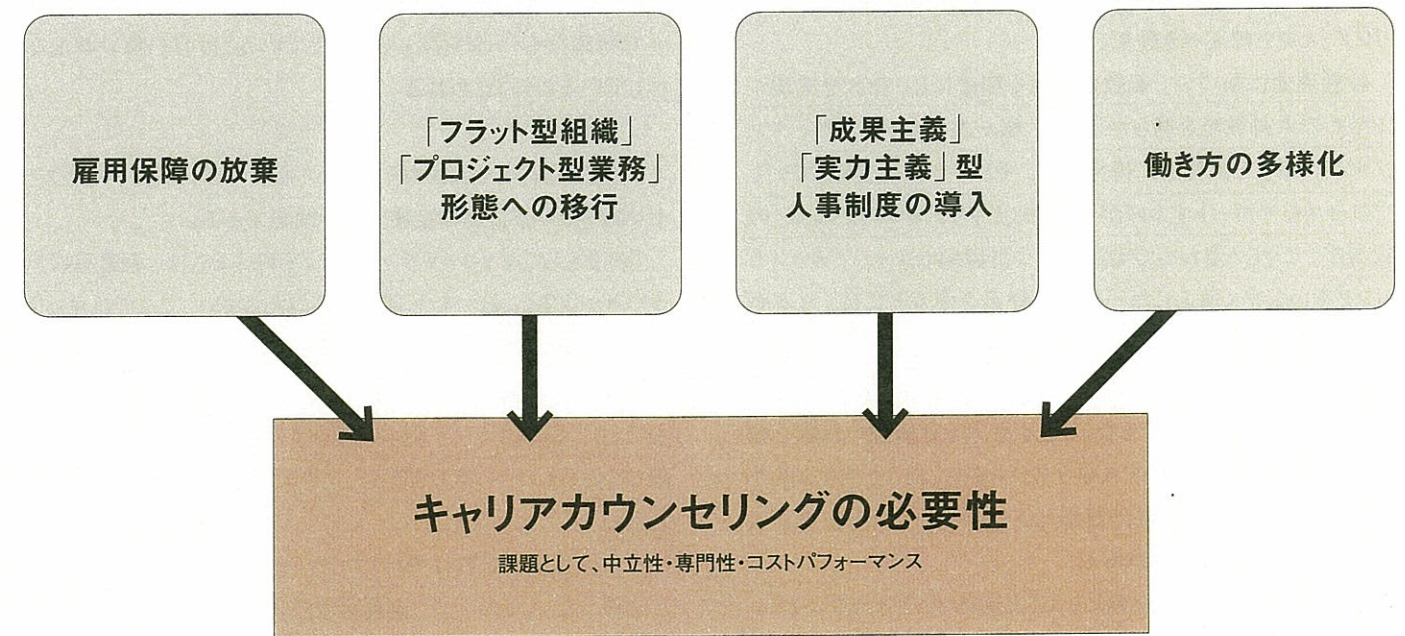 雇用保障の放棄
「フラット型組織」
「プロジェクト型業務」
形態への移行
「成果主義」
「実力主義」型
人事制度の導入
働き方の多様化
キャリアカウンセリングの必要性
課題として、中立性・専門性・コストパフォーマンス